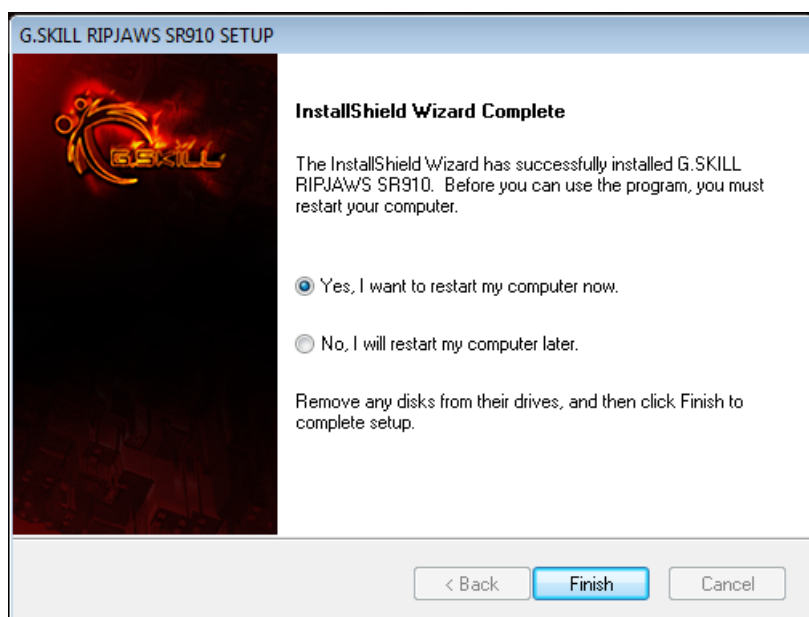 G.SKILL RIPJAWS SR910 SETUP
G.SKILL
InstallShield Wizard Complete
The InstallShield Wizard has successfully installed G.SKILL
RIPJAWS SR910. Before you can use the program, you must
restart your computer.
Yes, I want to restart my computer now.
No, I will restart my computer later.
Remove any disks from their drives, and then click Finish to
complete setup.
< Back
Finish
Cancel